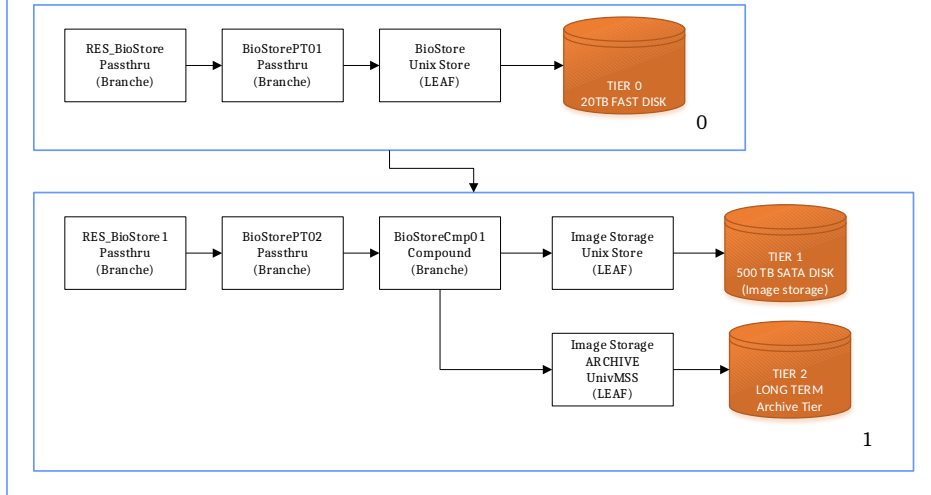 RES_BioStore
Passthru
(Branche)
BioStorePT01
Passthru
(Branche)
BioStore
Unix Store
(LEAF)
TIER 0
20TB FAST DISK
0
RES_BioStore1
Passthru
(Branche)
BioStorePT02
Passthru
(Branche)
BioStoreCmp01
Compound
(Branche)
Image Storage
Unix Store
(LEAF)
TIER 1
500 TB SATA DISK
(Image storage)
Image Storage
ARCHIVE
UnivMSS
(LEAF)
TIER 2
LONG TERM
Archive Tier
1